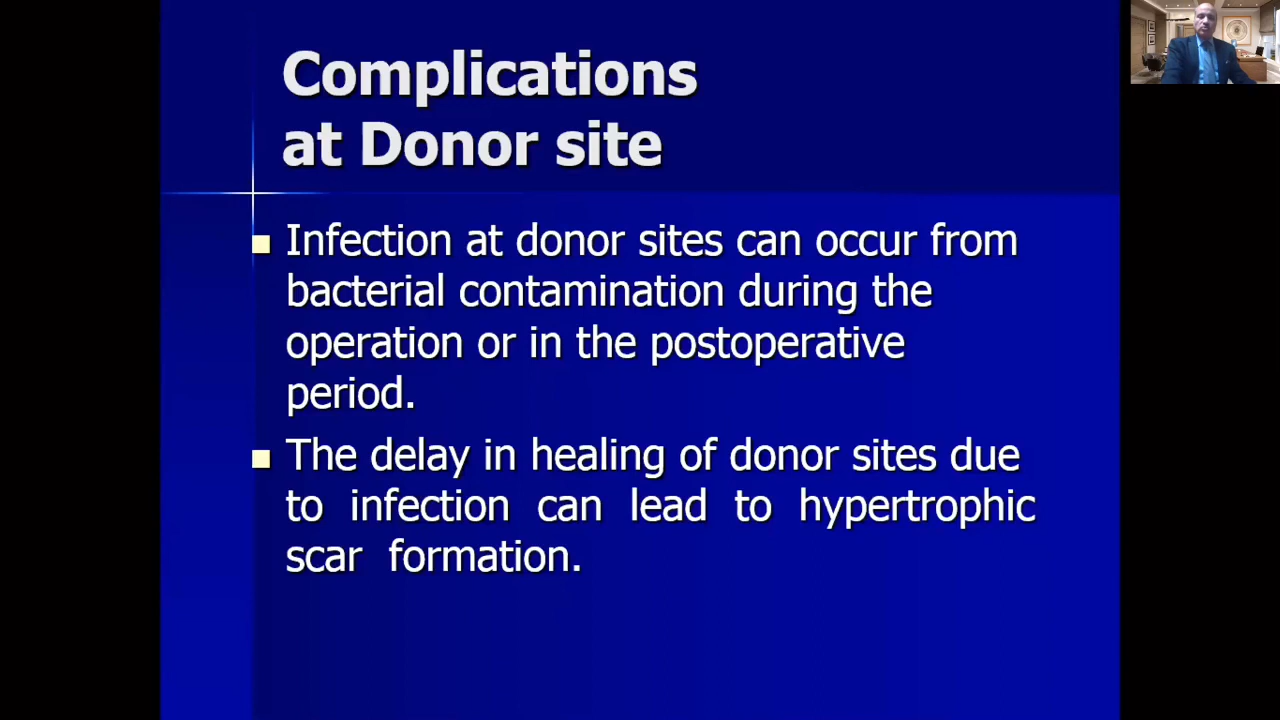 Complications
at Donor site
Infection at donor sites can occur from
bacterial contamination during the
operation or in the postoperative
period.
The delay in healing of donor sites due
to infection can lead to hypertrophic
scar formation.